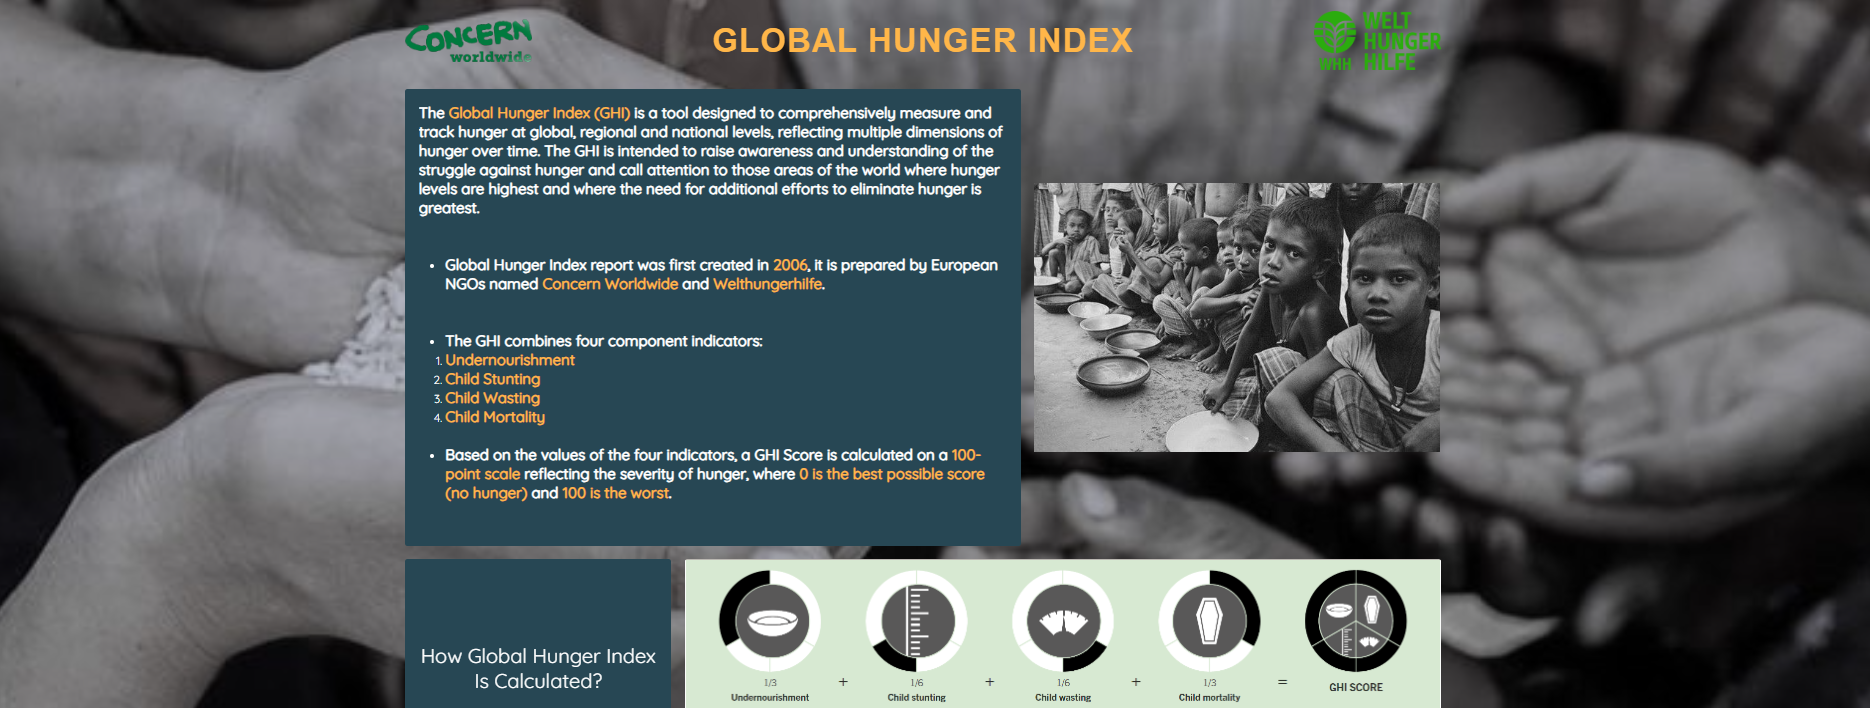 CONCERN
worldwide
GLOBAL HUNGER INDEX
WELT
HUNGER
HILFE
WHH
The Global Hunger Index (GHI) is a tool designed to comprehensively measure and
track hunger at global, regional and national levels, reflecting multiple dimensions of
hunger over time. The GHI is intended to raise awareness and understanding of the
struggle against hunger and call attention to those areas of the world where hunger
levels are highest and where the need for additional efforts to eliminate hunger is
greatest.
• Global Hunger Index report was first created in 2006, it is prepared by European
NGOs named Concern Worldwide and Welthungerhilfe.
• The GHI combines four component indicators:
1. Undernourishment
2. Child Stunting
3. Child Wasting
4. Child Mortality
• Based on the values of the four indicators, a GHI Score is calculated on a 100-
point scale reflecting the severity of hunger, where 0 is the best possible score
(no hunger) and 100 is the worst.
How Global Hunger Index
Is Calculated?
1/3 + 1/6 + 1/6 + 1/3 =
Undernourishment Child stunting Child wasting Child mortality GHI SCORE